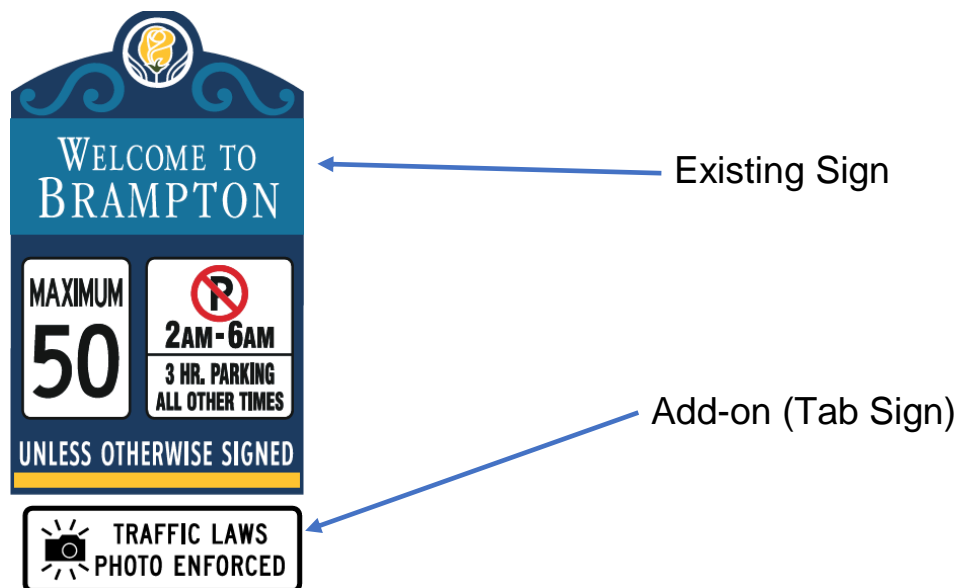 WELCOME TO
BRAMPTON
Existing Sign
MAXIMUM
50
P
2AM-6AM
3 HR. PARKING
ALL OTHER TIMES
UNLESS OTHERWISE SIGNED
Add-on (Tab Sign)
TRAFFIC LAWS
PHOTO ENFORCED